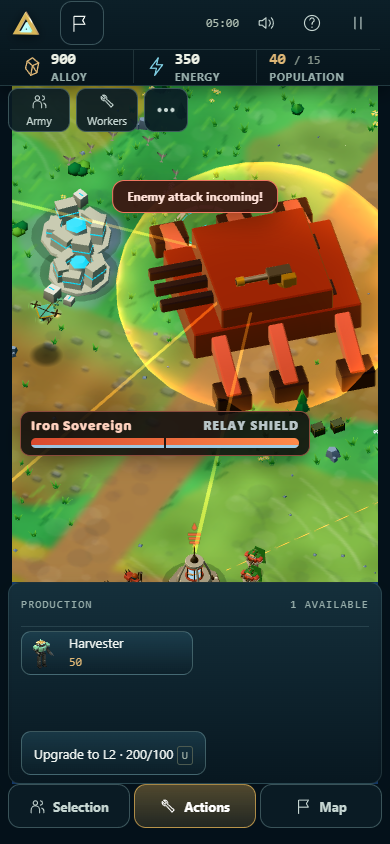 05:00
900
ALLOY
350
ENERGY
40 / 15
POPULATION
Army
Workers
Enemy attack incoming!
Iron Sovereign
RELAY SHIELD
PRODUCTION
1 AVAILABLE
Harvester
50
Upgrade to L2 · 200/100 U
Selection
Actions
Map